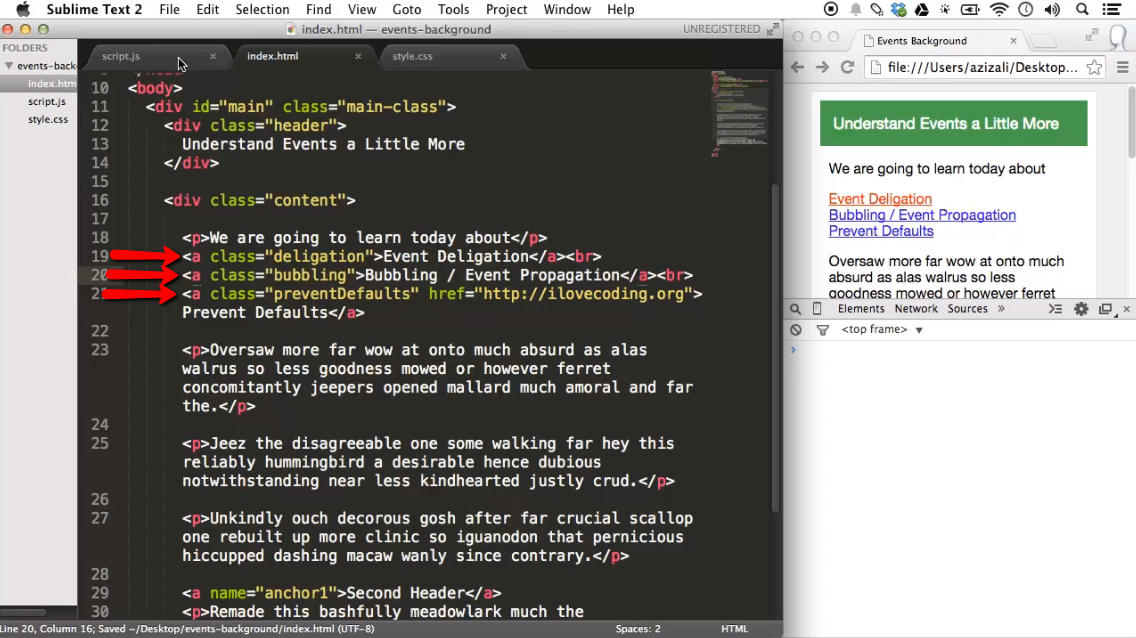 Sublime Text 2 File Edit Selection Find View Goto Tools Project Window Help
index.html — events-background
UNREGISTERED
FOLDERS
events-back
index.htm
script.js
style.css
script.js
index.html
style.css
10 <body>
11 <div id="main" class="main-class">
12 <div class="header">
13 Understand Events a Little More
14 </div>
15
16 <div class="content">
17
18 <p>We are going to learn today about</p>
19 <a class="deligation">Event Deligation</a><br>
20 <a class="bubbling">Bubbling / Event Propagation</a><br>
21 <a class="preventDefaults" href="http://ilovecoding.org">
Prevent Defaults</a>
22
23 <p>Oversaw more far wow at onto much absurd as alas
walrus so less goodness mowed or however ferret
concomitantly jeepers opened mallard much amoral and far
the.</p>
24
25 <p>Jeez the disagreeable one some walking far hey this
reliably hummingbird a desirable hence dubious
notwithstanding near less kindhearted justly crud.</p>
26
27 <p>Unkindly ouch decorous gosh after far crucial scallop
one rebuilt up more clinic so iguanodon that pernicious
hiccupped dashing macaw wanly since contrary.</p>
28
29 <a name="anchor1">Second Header</a>
30 <p>Remade this bashfully meadowlark much the
Line 20, Column 16; Saved ~/Desktop/events-background/index.html (UTF-8)
Spaces: 2
HTML
Events Background
file:///Users/azizali/Desktop...
Understand Events a Little More
We are going to learn today about
Event Deligation
Bubbling / Event Propagation
Prevent Defaults
Oversaw more far wow at onto much
absurd as alas walrus so less
goodness mowed or however ferret
Elements Network Sources »
<top frame> ▼